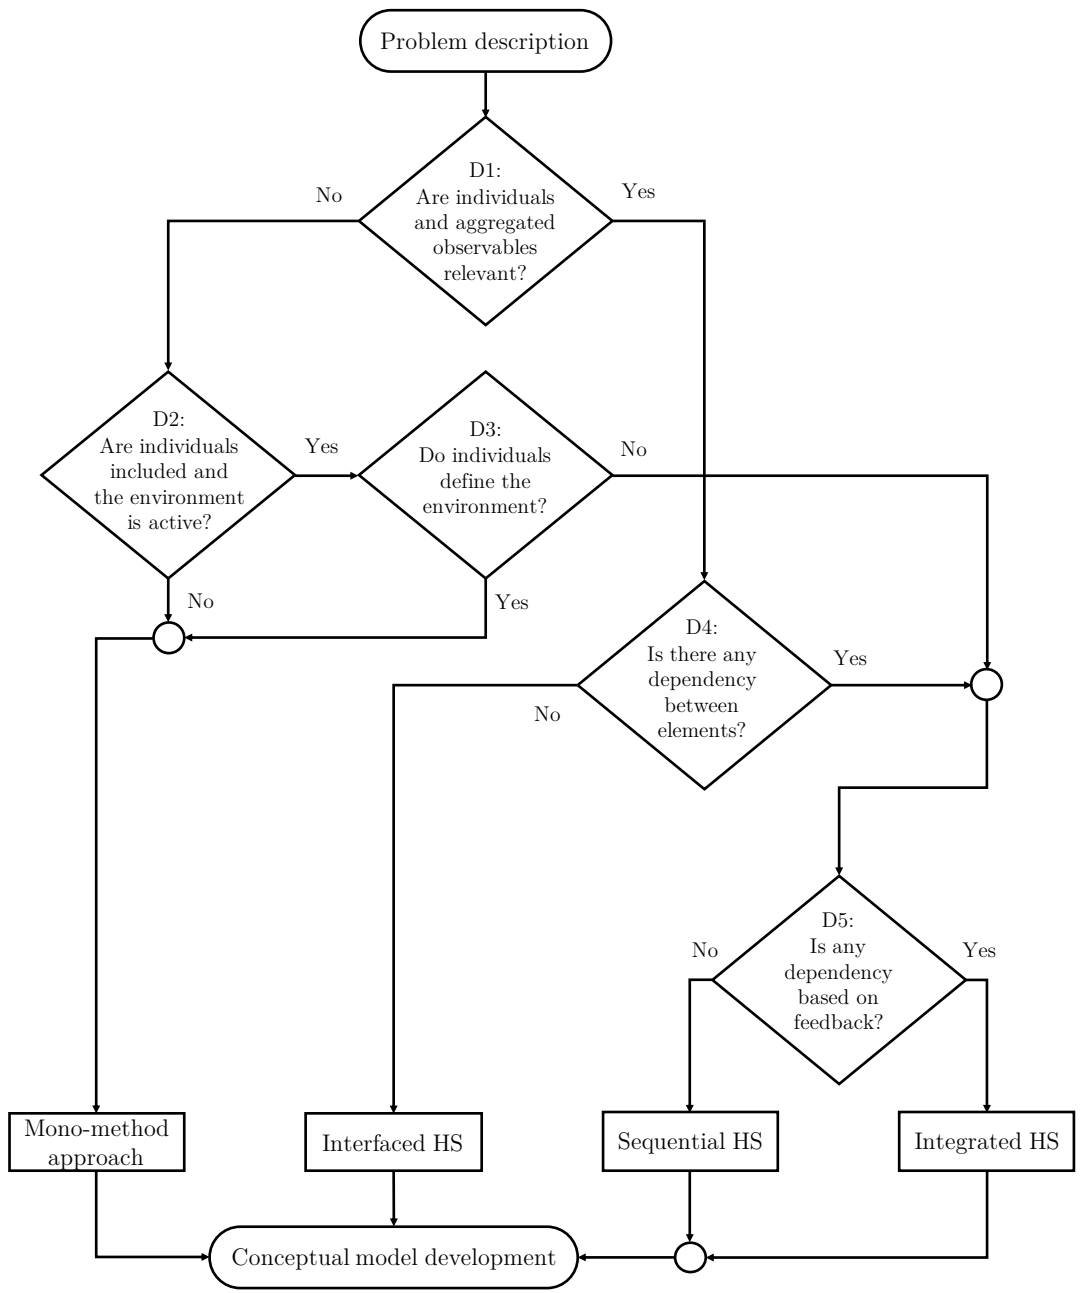 Problem description
D1:
Are individuals
and aggregated
observables
relevant?
No
Yes
D2:
Are individuals
included and
the environment
is active?
Yes
D3:
Do individuals
define the
environment?
No
No
Yes
D4:
Is there any
dependency
between
elements?
Yes
No
D5:
Is any
dependency
based on
feedback?
No
Yes
Mono-method
approach
Interfaced HS
Sequential HS
Integrated HS
Conceptual model development